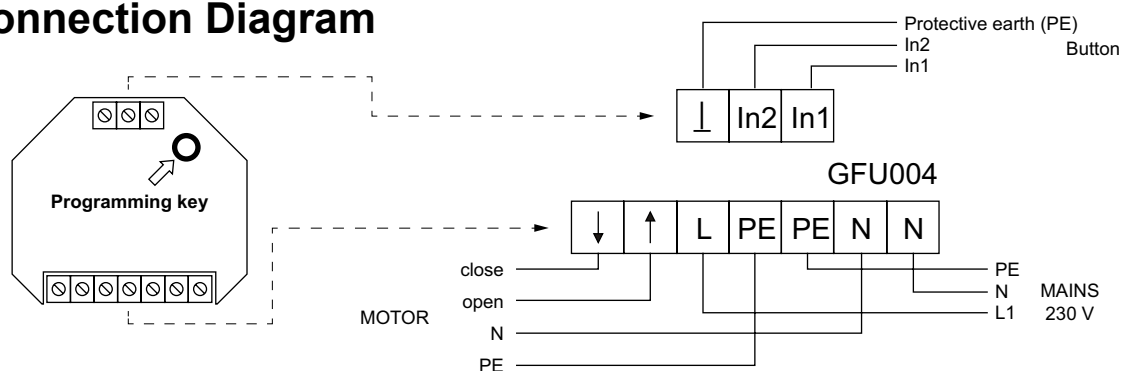 onnection Diagram
Protective earth (PE)
In2
Button
In1
⊥ In2 In1
Programming key
GFU004
↓ ↑ L PE PE N N
close
open
MOTOR
N
PE
PE
N MAINS
L1 230 V